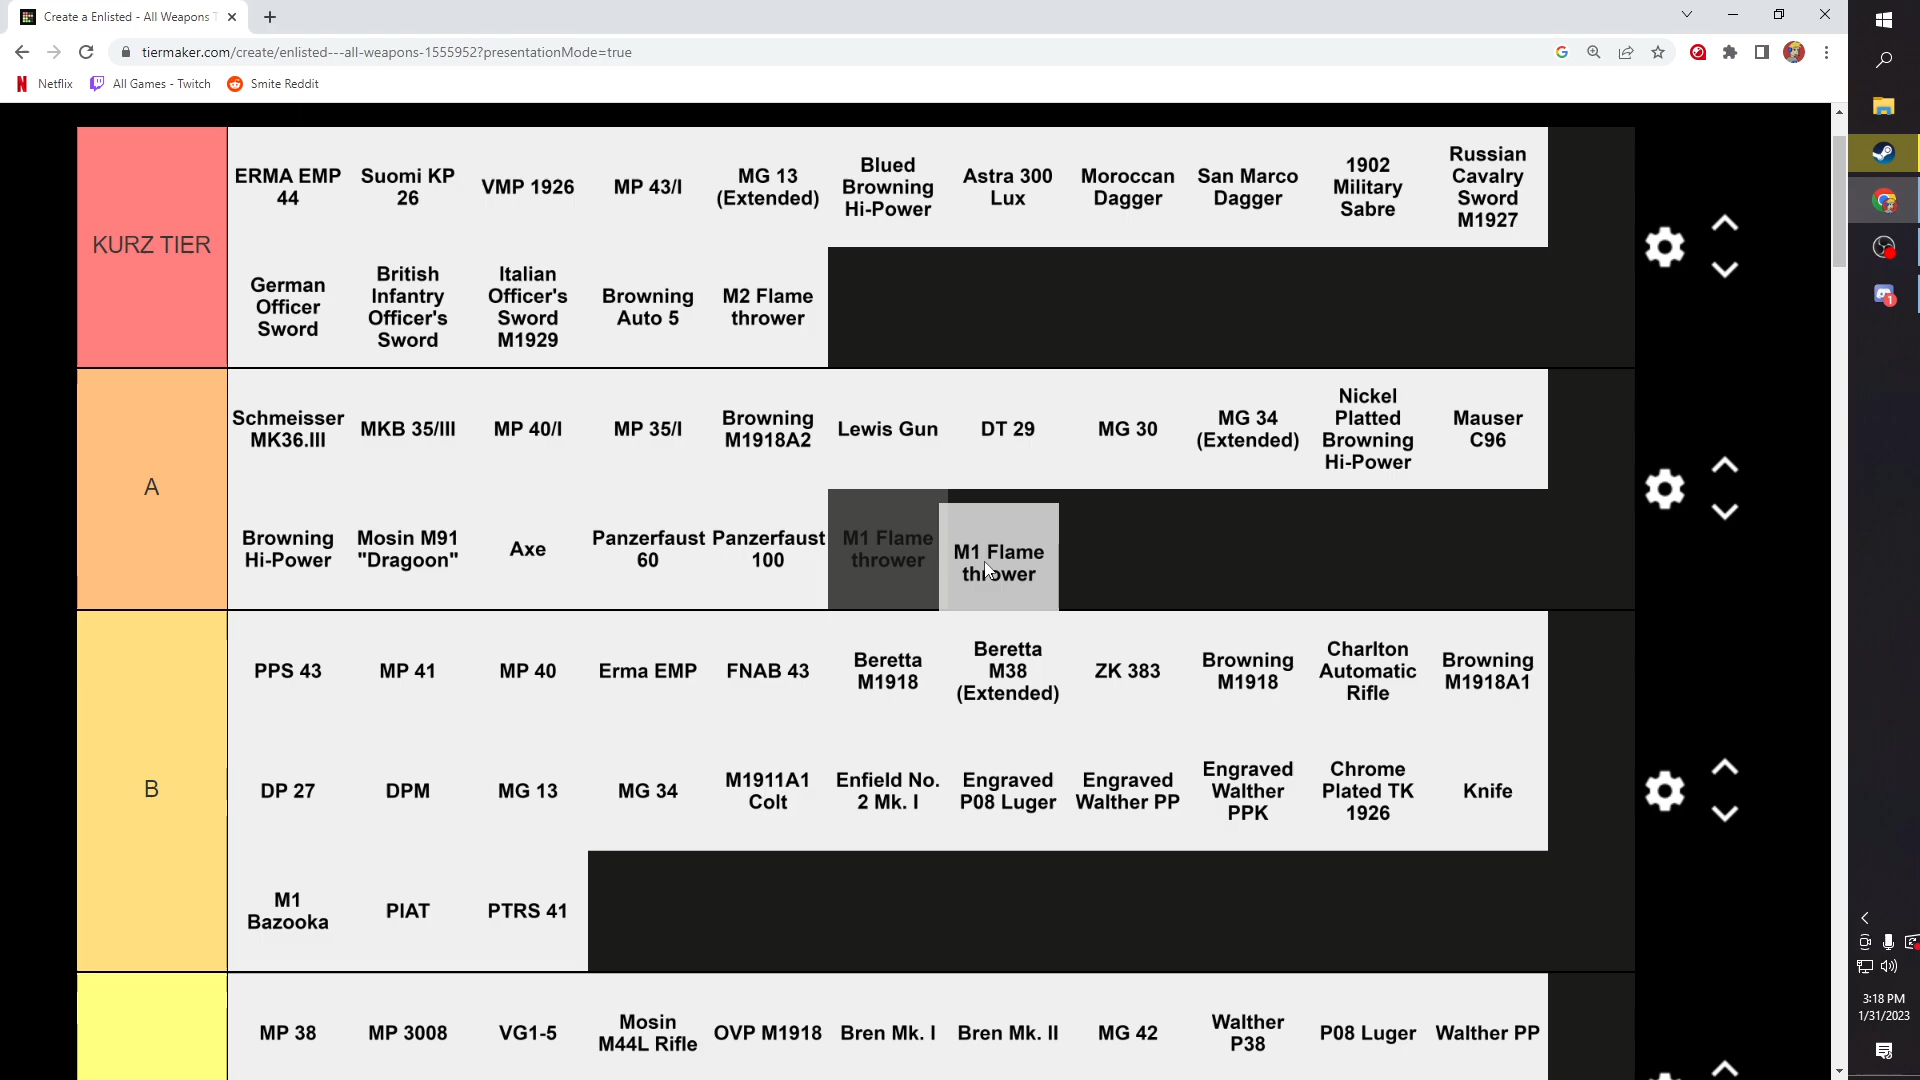 Create a Enlisted - All Weapons T
tiermaker.com/create/enlisted---all-weapons-1555952?presentationMode=true
Netflix
All Games - Twitch
Smite Reddit
KURZ TIER
ERMA EMP
44
Suomi KP
26
VMP 1926
MP 43/I
MG 13
(Extended)
Blued
Browning
Hi-Power
Astra 300
Lux
Moroccan
Dagger
San Marco
Dagger
1902
Military
Sabre
Russian
Cavalry
Sword
M1927
German
Officer
Sword
British
Infantry
Officer's
Sword
Italian
Officer's
Sword
M1929
Browning
Auto 5
M2 Flame
thrower
A
Schmeisser
MK36.III
MKB 35/III
MP 40/I
MP 35/I
Browning
M1918A2
Lewis Gun
DT 29
MG 30
MG 34
(Extended)
Nickel
Platted
Browning
Hi-Power
Mauser
C96
Browning
Hi-Power
Mosin M91
"Dragoon"
Axe
Panzerfaust
60
Panzerfaust
100
M1 Flame
thrower
M1 Flame
thrower
B
PPS 43
MP 41
MP 40
Erma EMP
FNAB 43
Beretta
M1918
Beretta
M38
(Extended)
ZK 383
Browning
M1918
Charlton
Automatic
Rifle
Browning
M1918A1
DP 27
DPM
MG 13
MG 34
M1911A1
Colt
Enfield No.
2 Mk. I
Engraved
P08 Luger
Engraved
Walther PP
Engraved
Walther
PPK
Chrome
Plated TK
1926
Knife
M1
Bazooka
PIAT
PTRS 41
MP 38
MP 3008
VG1-5
Mosin
M44L Rifle
OVP M1918
Bren Mk. I
Bren Mk. II
MG 42
Walther
P38
P08 Luger
Walther PP
1
3:18 PM
1/31/2023